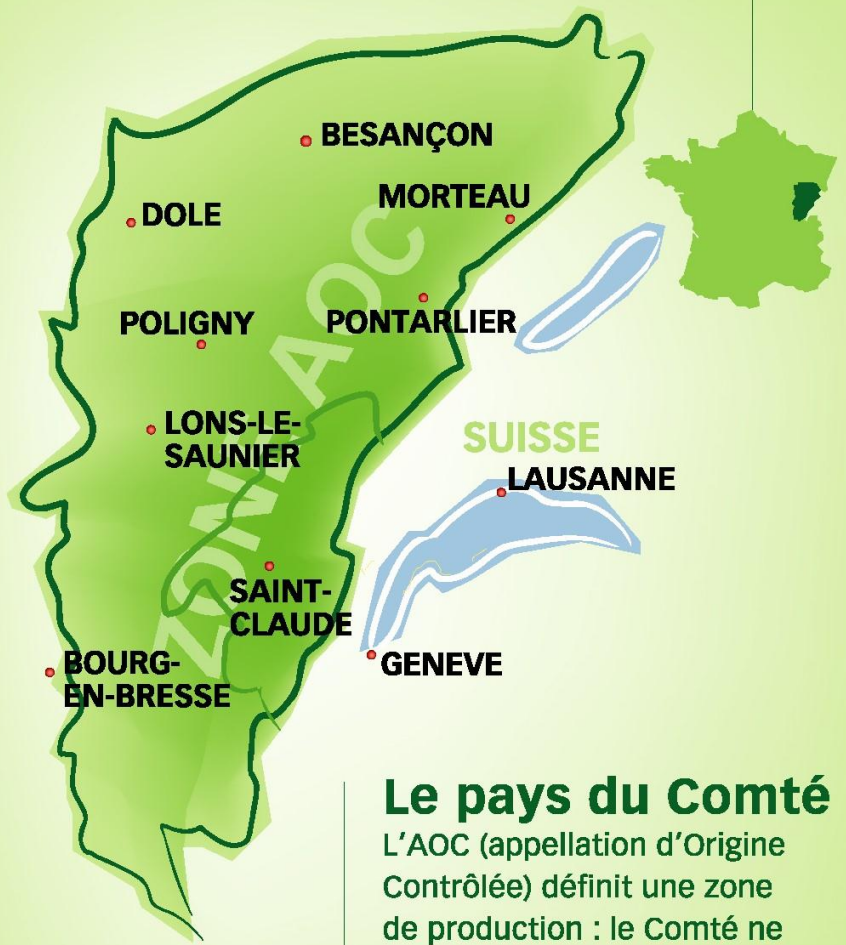 BESANÇON
MORTEAU
DOLE
ZONE AOC
POLIGNY
PONTARLIER
LONS-LE-
SAUNIER
SUISSE
LAUSANNE
SAINT-
CLAUDE
GENEVE
BOURG-
EN-BRESSE
Le pays du Comté
L'AOC (appellation d'Origine
Contrôlée) définit une zone
de production : le Comté ne